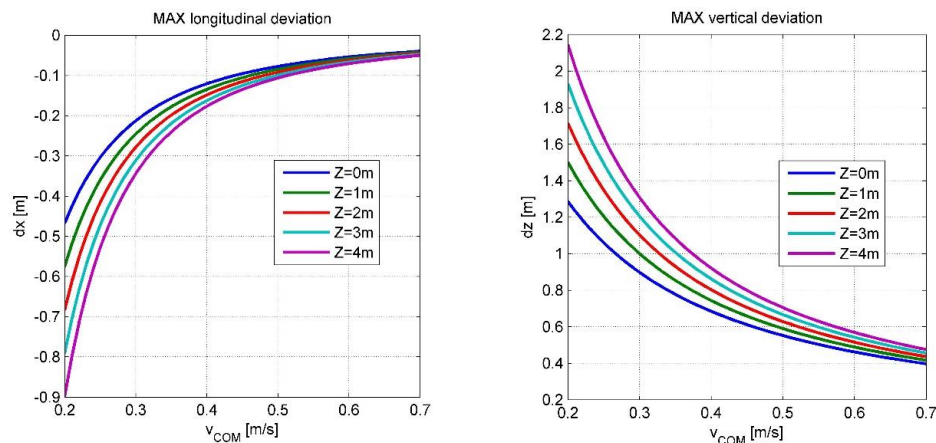 MAX longitudinal deviation
0
-0.1
-0.2
-0.3
-0.4
-0.5
-0.6
-0.7
-0.8
-0.9
dx [m]
Z=0m
Z=1m
Z=2m
Z=3m
Z=4m
0.2 0.3 0.4 0.5 0.6 0.7
v_COM [m/s]
MAX vertical deviation
2.2
2
1.8
1.6
1.4
1.2
1
0.8
0.6
0.4
0.2
dz [m]
Z=0m
Z=1m
Z=2m
Z=3m
Z=4m
0.2 0.3 0.4 0.5 0.6 0.7
v_COM [m/s]